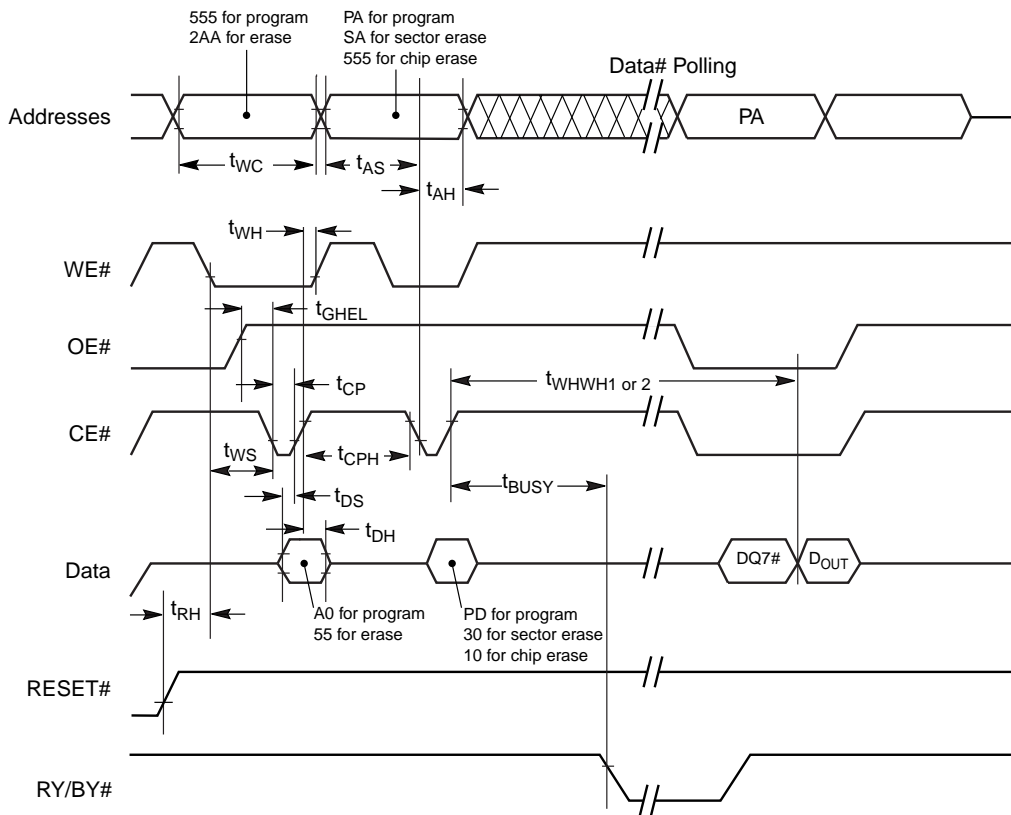 555 for program
2AA for erase
PA for program
SA for sector erase
555 for chip erase
Data# Polling
Addresses
PA
tWC
tAS
tAH
tWH
WE#
tGHEL
OE#
tCP
tWHWH1 or 2
CE#
tWS
tCPH
tBUSY
tDS
tDH
Data
DQ7#
DOUT
tRH
A0 for program
55 for erase
PD for program
30 for sector erase
10 for chip erase
RESET#
RY/BY#